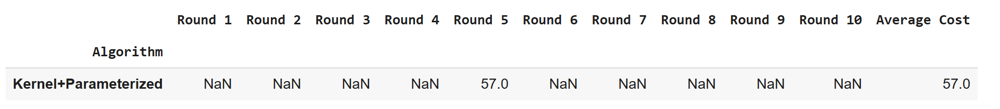 Round 1 Round 2 Round 3 Round 4 Round 5 Round 6 Round 7 Round 8 Round 9 Round 10 Average Cost
Algorithm
Kernel+Parameterized NaN NaN NaN NaN 57.0 NaN NaN NaN NaN NaN 57.0